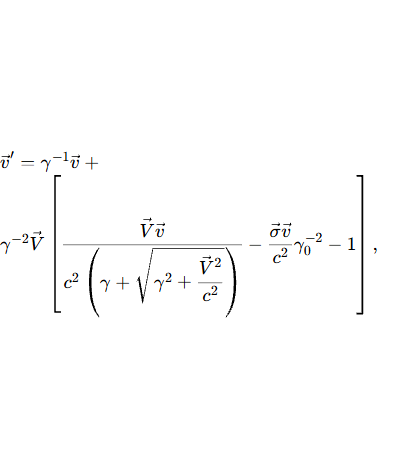 $\vec{v}' = \gamma^{-1}\vec{v} +$
$\gamma^{-2}\vec{V} \left[ \frac{\vec{V}\vec{v}}{c^2 \left( \gamma + \sqrt{\gamma^2 + \frac{\vec{V}^2}{c^2}} \right)} - \frac{\vec{\sigma}\vec{v}}{c^2} \gamma_0^{-2} - 1 \right],$